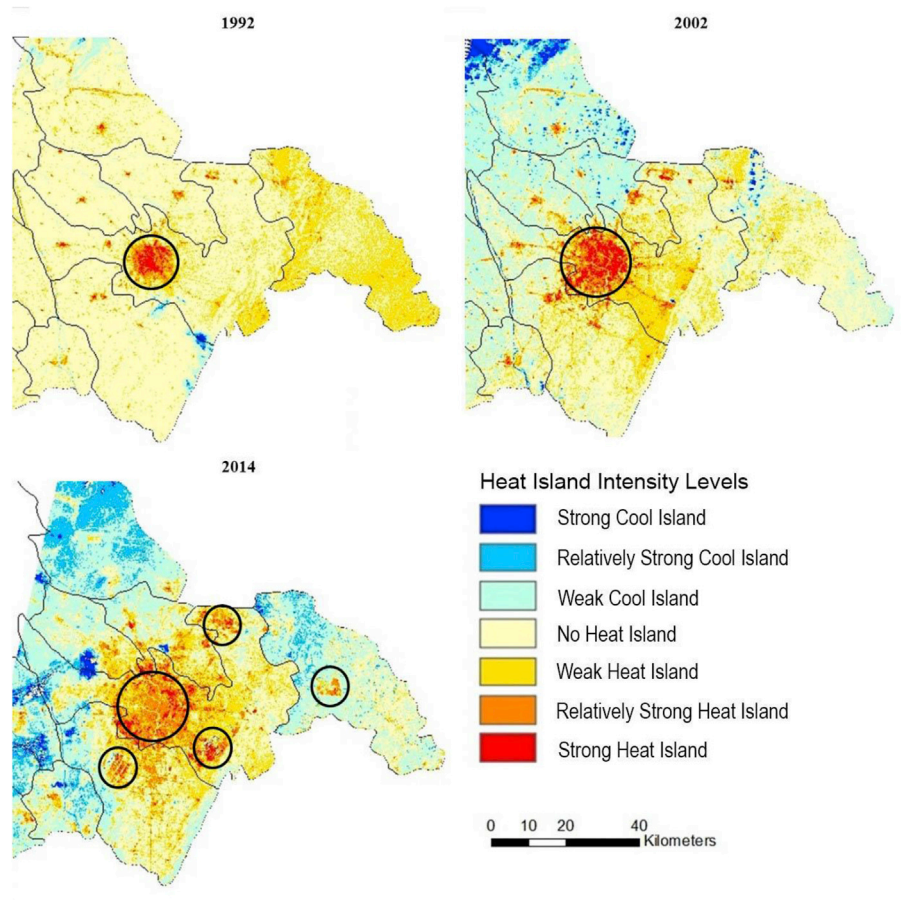 1992
2002
2014
Heat Island Intensity Levels
Strong Cool Island
Relatively Strong Cool Island
Weak Cool Island
No Heat Island
Weak Heat Island
Relatively Strong Heat Island
Strong Heat Island
0 10 20 40
Kilometers